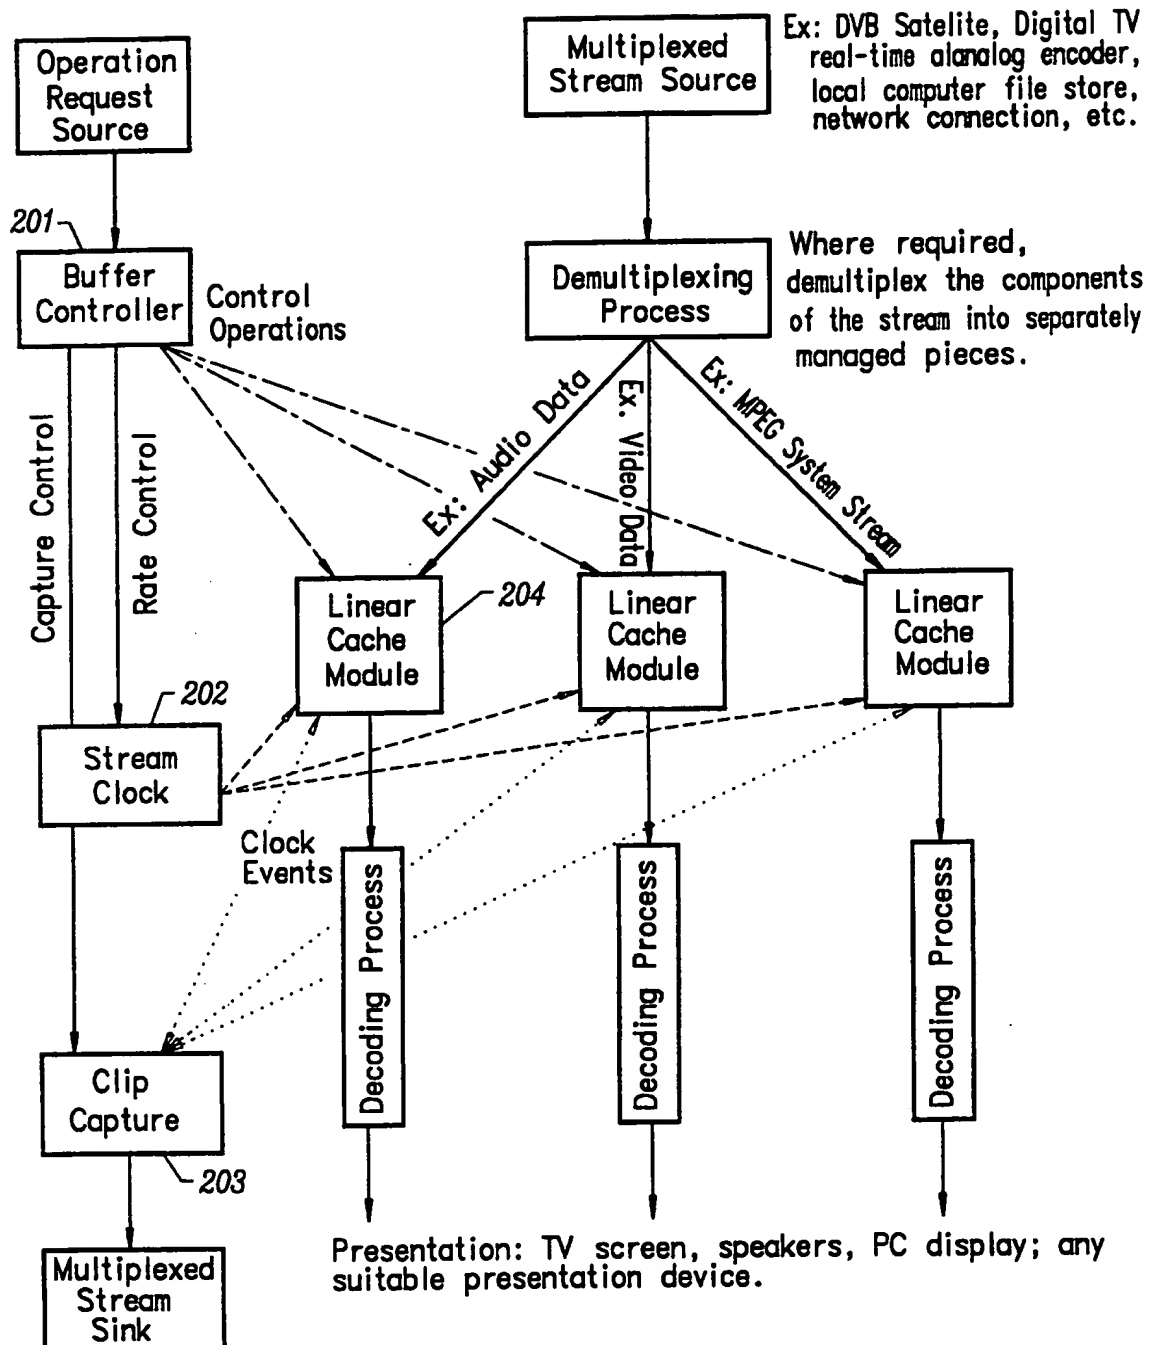 Operation
Request
Source
Multiplexed
Stream Source
Ex: DVB Satelite, Digital TV
real-time alanalog encoder,
local computer file store,
network connection, etc.
201
Buffer
Controller
Control
Operations
Demultiplexing
Process
Where required,
demultiplex the components
of the stream into separately
managed pieces.
Capture Control
Rate Control
Ex: Audio Data
Ex. Video Data
Ex: MPEG System Stream
Linear
Cache
Module
204
Linear
Cache
Module
Linear
Cache
Module
202
Stream
Clock
Clock
Events
Decoding Process
Decoding Process
Decoding Process
Clip
Capture
203
Multiplexed
Stream
Sink
Presentation: TV screen, speakers, PC display; any
suitable presentation device.